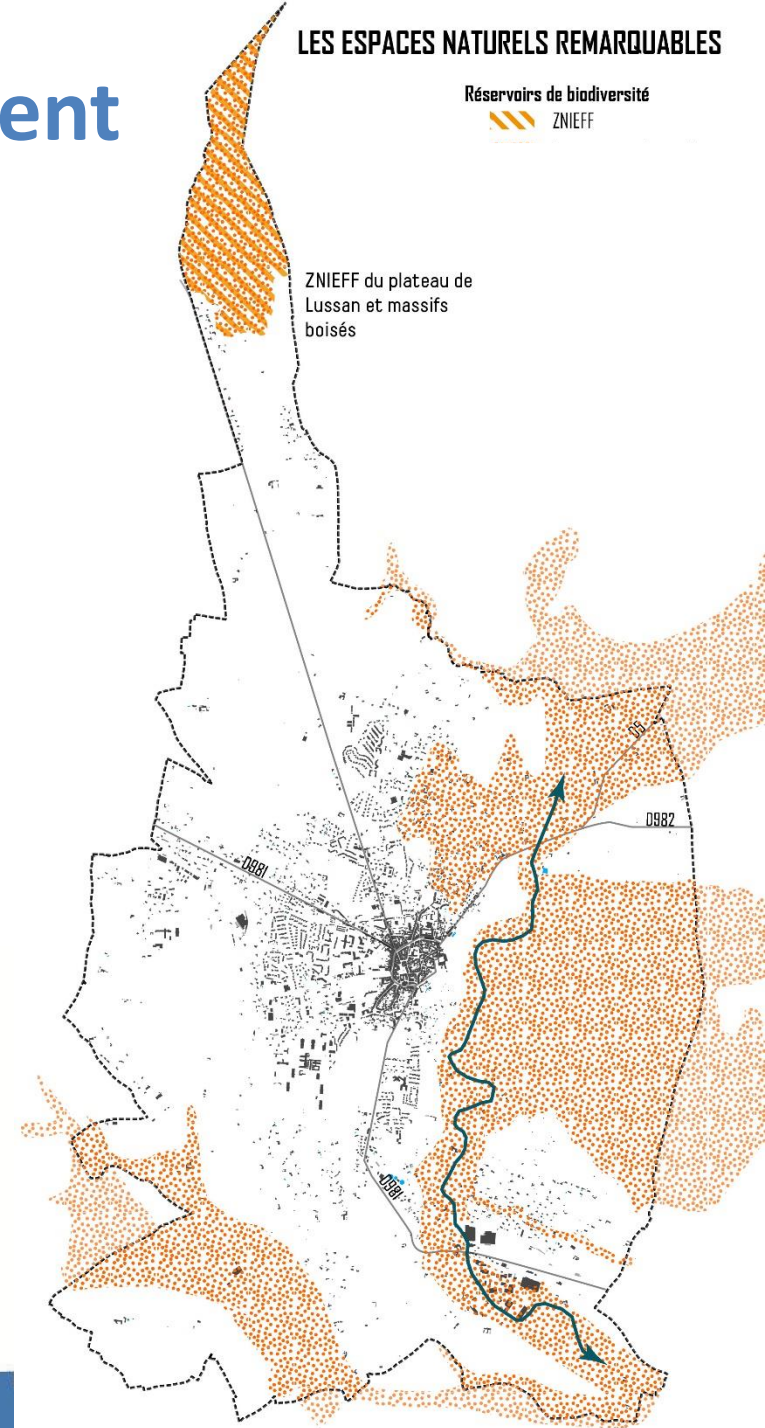 LES ESPACES NATURELS REMARQUABLES
ent
Réservoirs de biodiversité
ZNIEFF
ZNIEFF du plateau de
Lussan et massifs
boisés
D5
D982
D981
D981